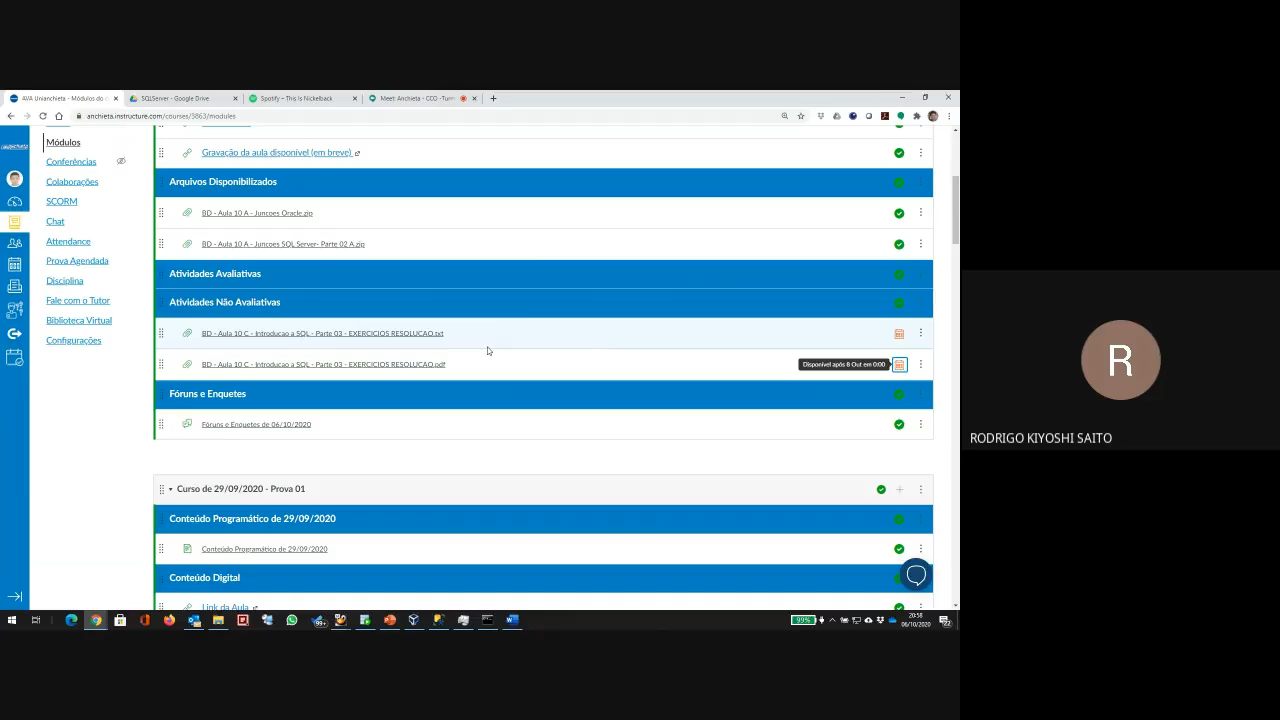 AVA Unianchieta - Módulos do
SQLServer - Google Drive
Spotify – This Is Nickelback
Meet: Anchieta - CCO -Turm
anchieta.instructure.com/courses/3863/modules
Módulos
Conferências
Colaborações
SCORM
Chat
Attendance
Prova Agendada
Disciplina
Fale com o Tutor
Biblioteca Virtual
Configurações
Gravação da aula disponível (em breve)
Arquivos Disponibilizados
BD - Aula 10 A - Juncoes Oracle.zip
BD - Aula 10 A - Juncoes SQL Server- Parte 02 A.zip
Atividades Avaliativas
Atividades Não Avaliativas
BD - Aula 10 C - Introducao a SQL - Parte 03 - EXERCICIOS RESOLUCAO.txt
BD - Aula 10 C - Introducao a SQL - Parte 03 - EXERCICIOS RESOLUCAO.pdf
Disponível após 8 Out em 0:00
Fóruns e Enquetes
Fóruns e Enquetes de 06/10/2020
Curso de 29/09/2020 - Prova 01
Conteúdo Programático de 29/09/2020
Conteúdo Programático de 29/09/2020
Conteúdo Digital
Link da Aula
R
RODRIGO KIYOSHI SAITO
99+
99%
20:58
06/10/2020
22